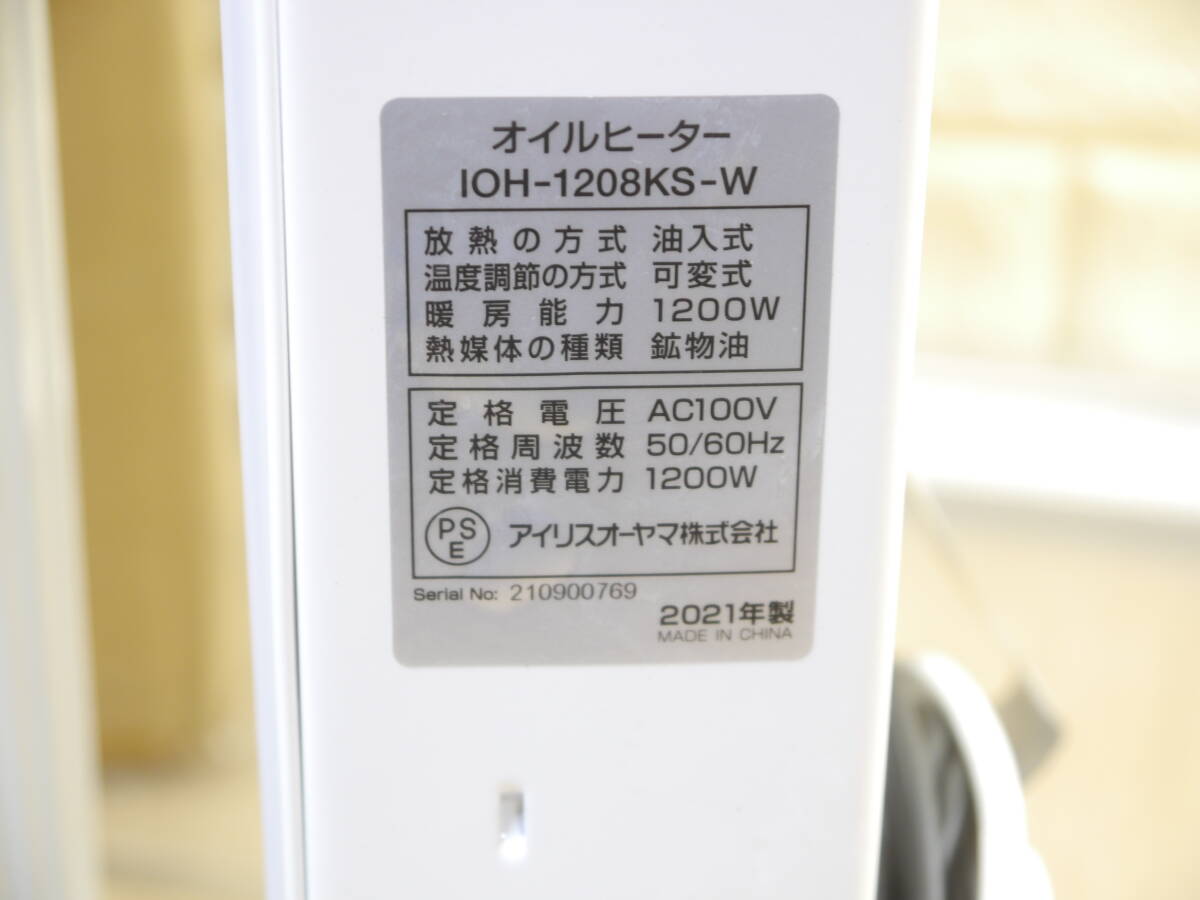 オイルヒーター
IOH-1208KS-W
放熱の方式 油入式
温度調節の方式 可変式
暖房能力 1200W
熱媒体の種類 鉱物油
定格電圧 AC100V
定格周波数 50/60Hz
定格消費電力 1200W
PSE アイリスオーヤマ株式会社
Serial No: 210900769
2021年製
MADE IN CHINA